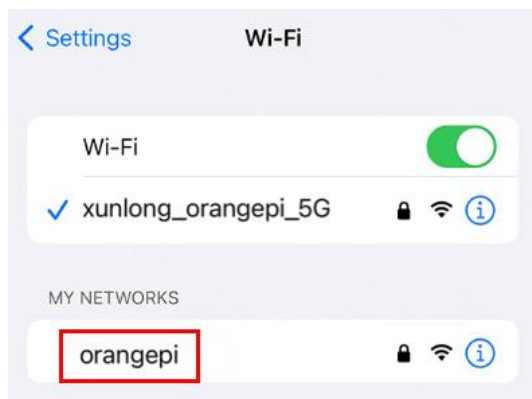 Settings
Wi-Fi
Wi-Fi
xunlong_orangepi_5G
MY NETWORKS
orangepi